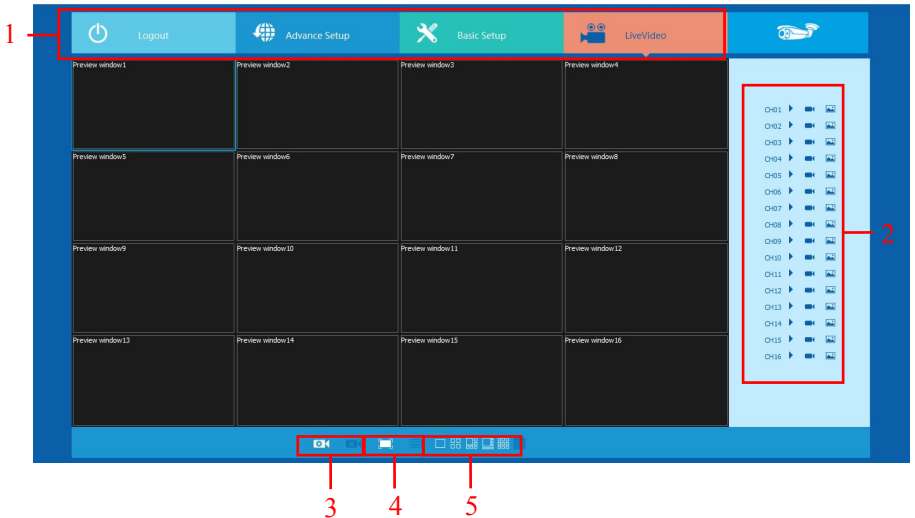 1
Logout Advance Setup Basic Setup LiveVideo
Preview window1 Preview window2 Preview window3 Preview window4
Preview window5 Preview window6 Preview window7 Preview window8
Preview window9 Preview window10 Preview window11 Preview window12
Preview window13 Preview window14 Preview window15 Preview window16
CH01
CH02
CH03
CH04
CH05
CH06
CH07
CH08
CH09
CH10
CH11
CH12
CH13
CH14
CH15
CH16
2
3 4 5